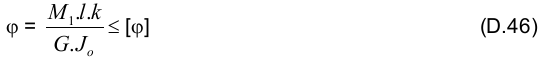 φ = M₁.l.k / G.Jₒ ≤ [φ] (D.46)